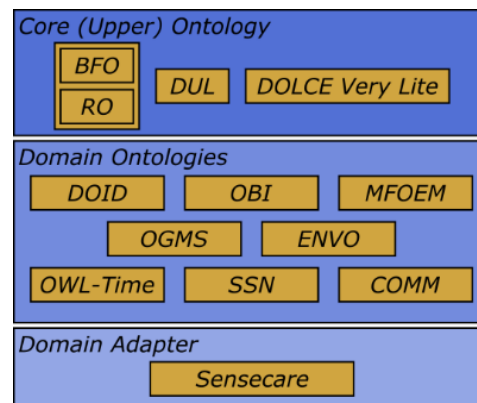 Core (Upper) Ontology
BFO
RO
DUL
DOLCE Very Lite
Domain Ontologies
DOID OBI MFOEM
OGMS ENVO
OWL-Time SSN COMM
Domain Adapter
Sensecare